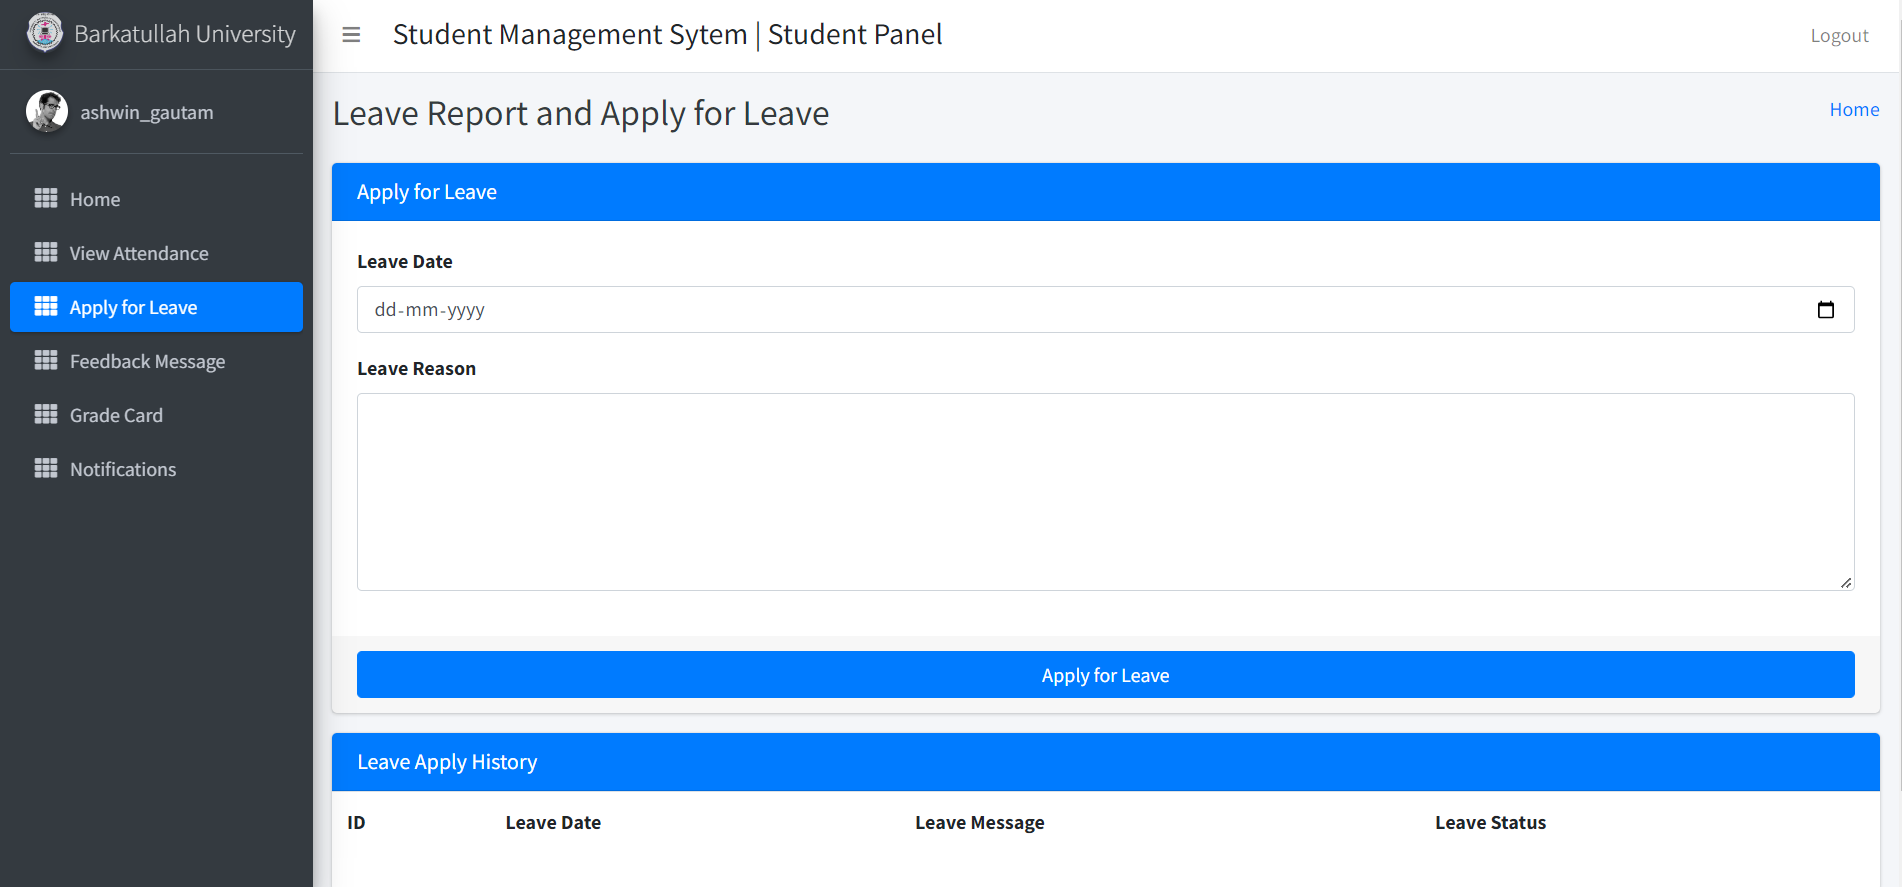 Barkatullah University
Student Management Sytem | Student Panel
Logout
ashwin_gautam
Home
View Attendance
Apply for Leave
Feedback Message
Grade Card
Notifications
Leave Report and Apply for Leave
Home
Apply for Leave
Leave Date
dd-mm-yyyy
Leave Reason
Apply for Leave
Leave Apply History
ID Leave Date Leave Message Leave Status